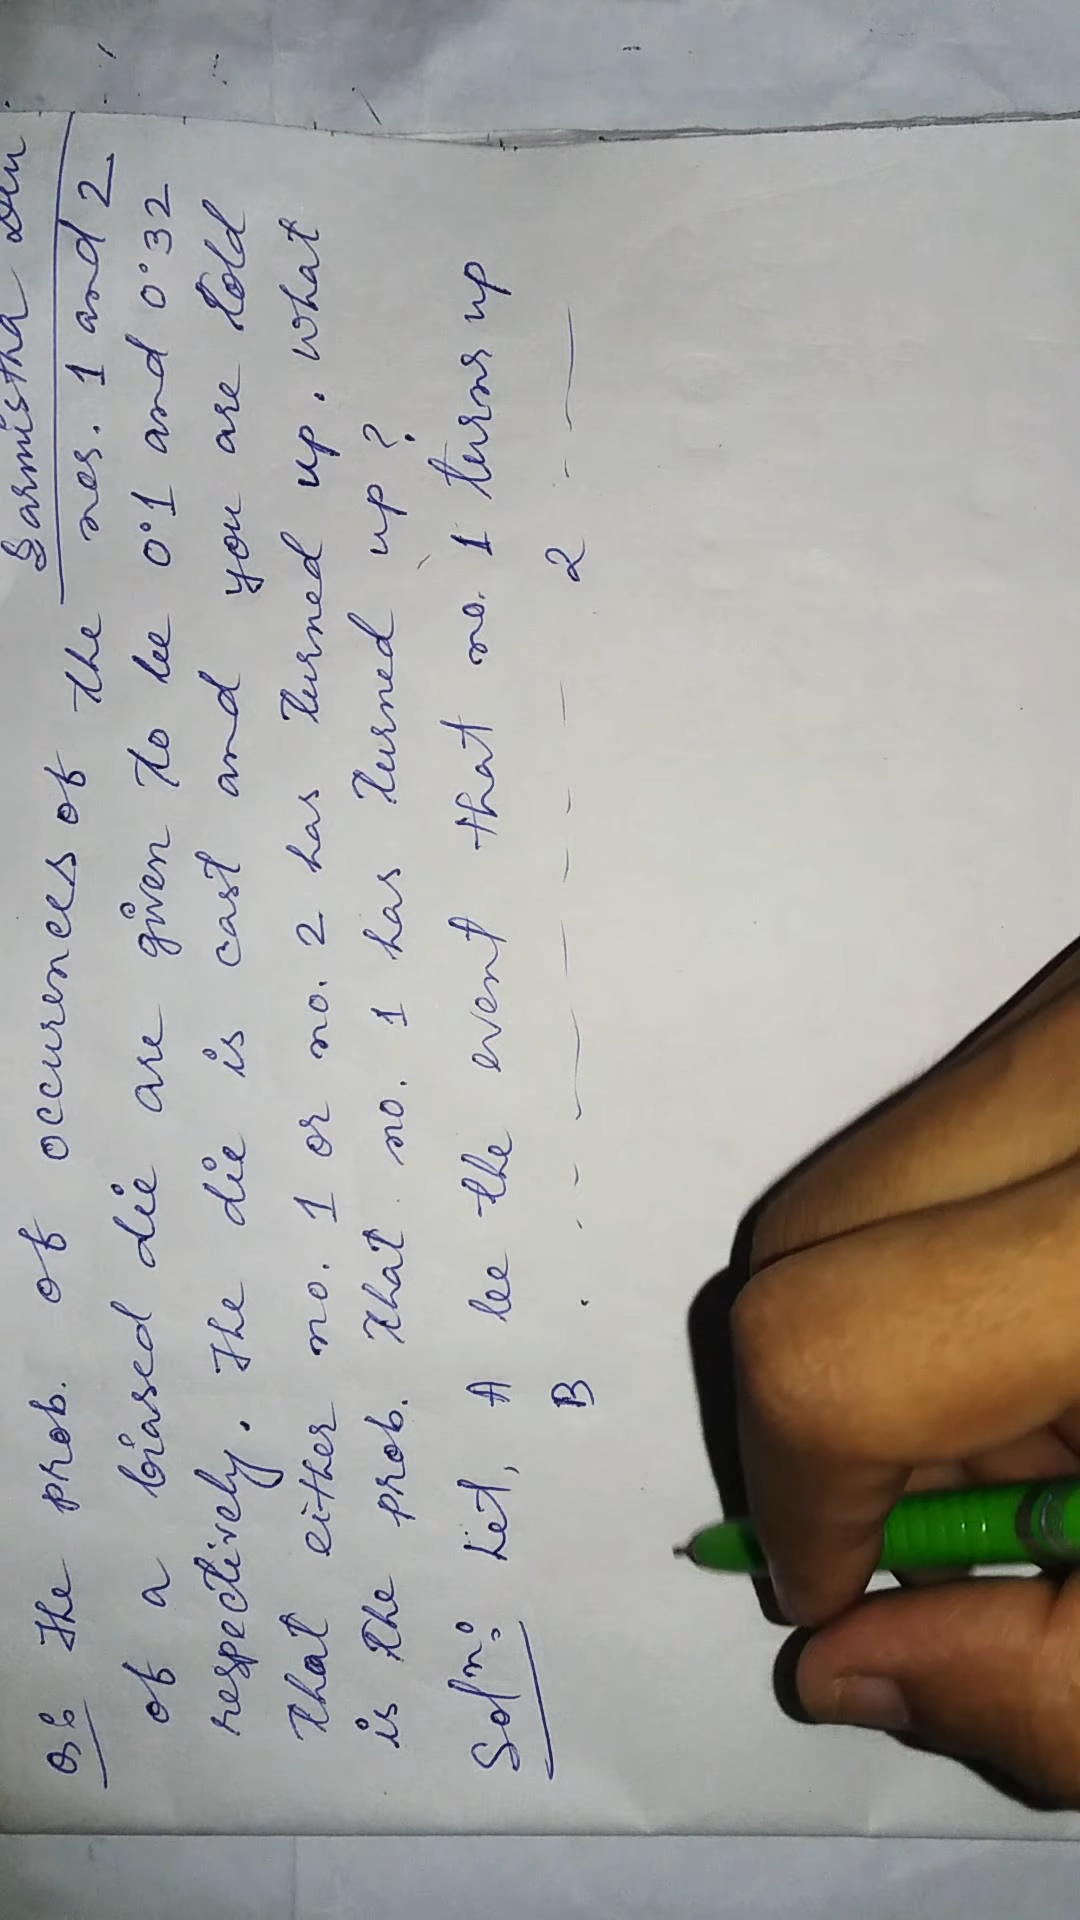 Sarmistha
Q.6 The prob. of occurences of the nos. 1 and 2
of a biased die are given to be 0.1 and 0.32
respectively. The die is cast and you are told
that either no. 1 or no. 2 has turned up. what
is the prob. that no. 1 has turned up?
Solⁿ: Let, A be the event that no. 1 turns up
B 2